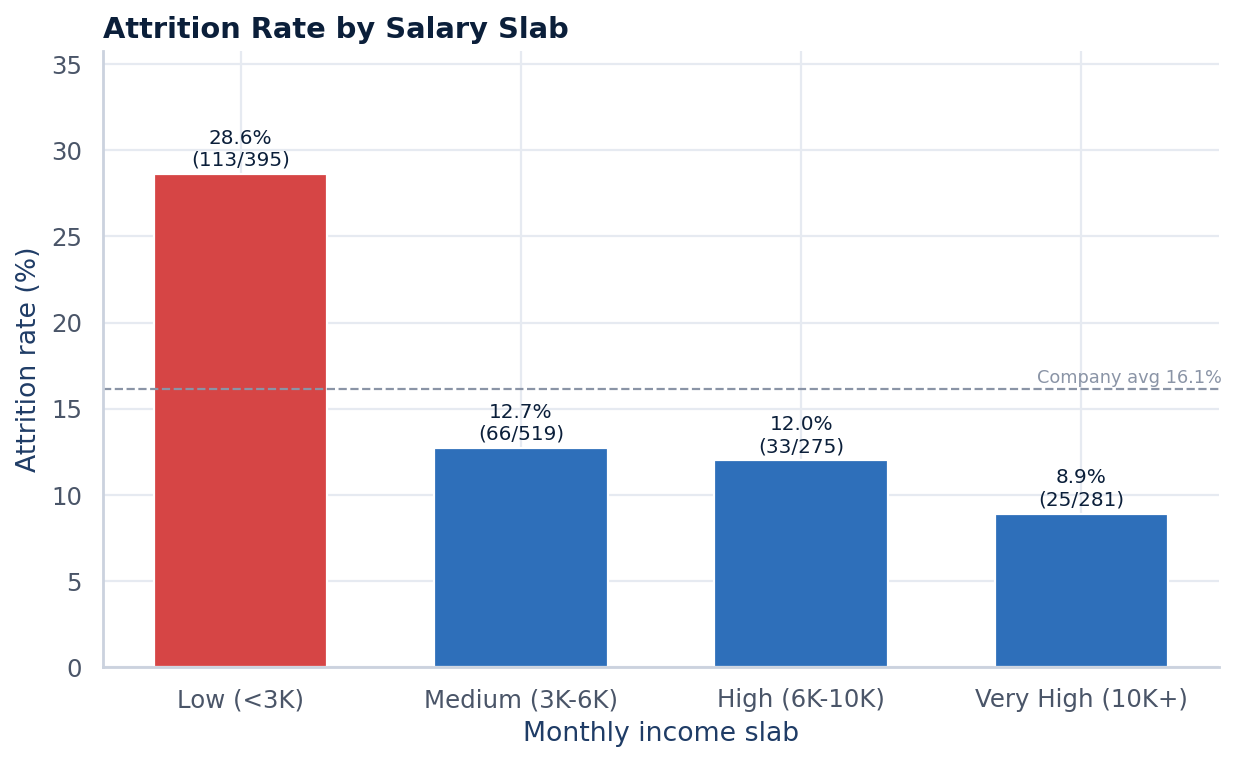 Attrition Rate by Salary Slab
Attrition rate (%)
35
30
25
20
15
10
5
0
28.6%
(113/395)
12.7%
(66/519)
12.0%
(33/275)
8.9%
(25/281)
Company avg 16.1%
Low (<3K)
Medium (3K-6K)
High (6K-10K)
Very High (10K+)
Monthly income slab